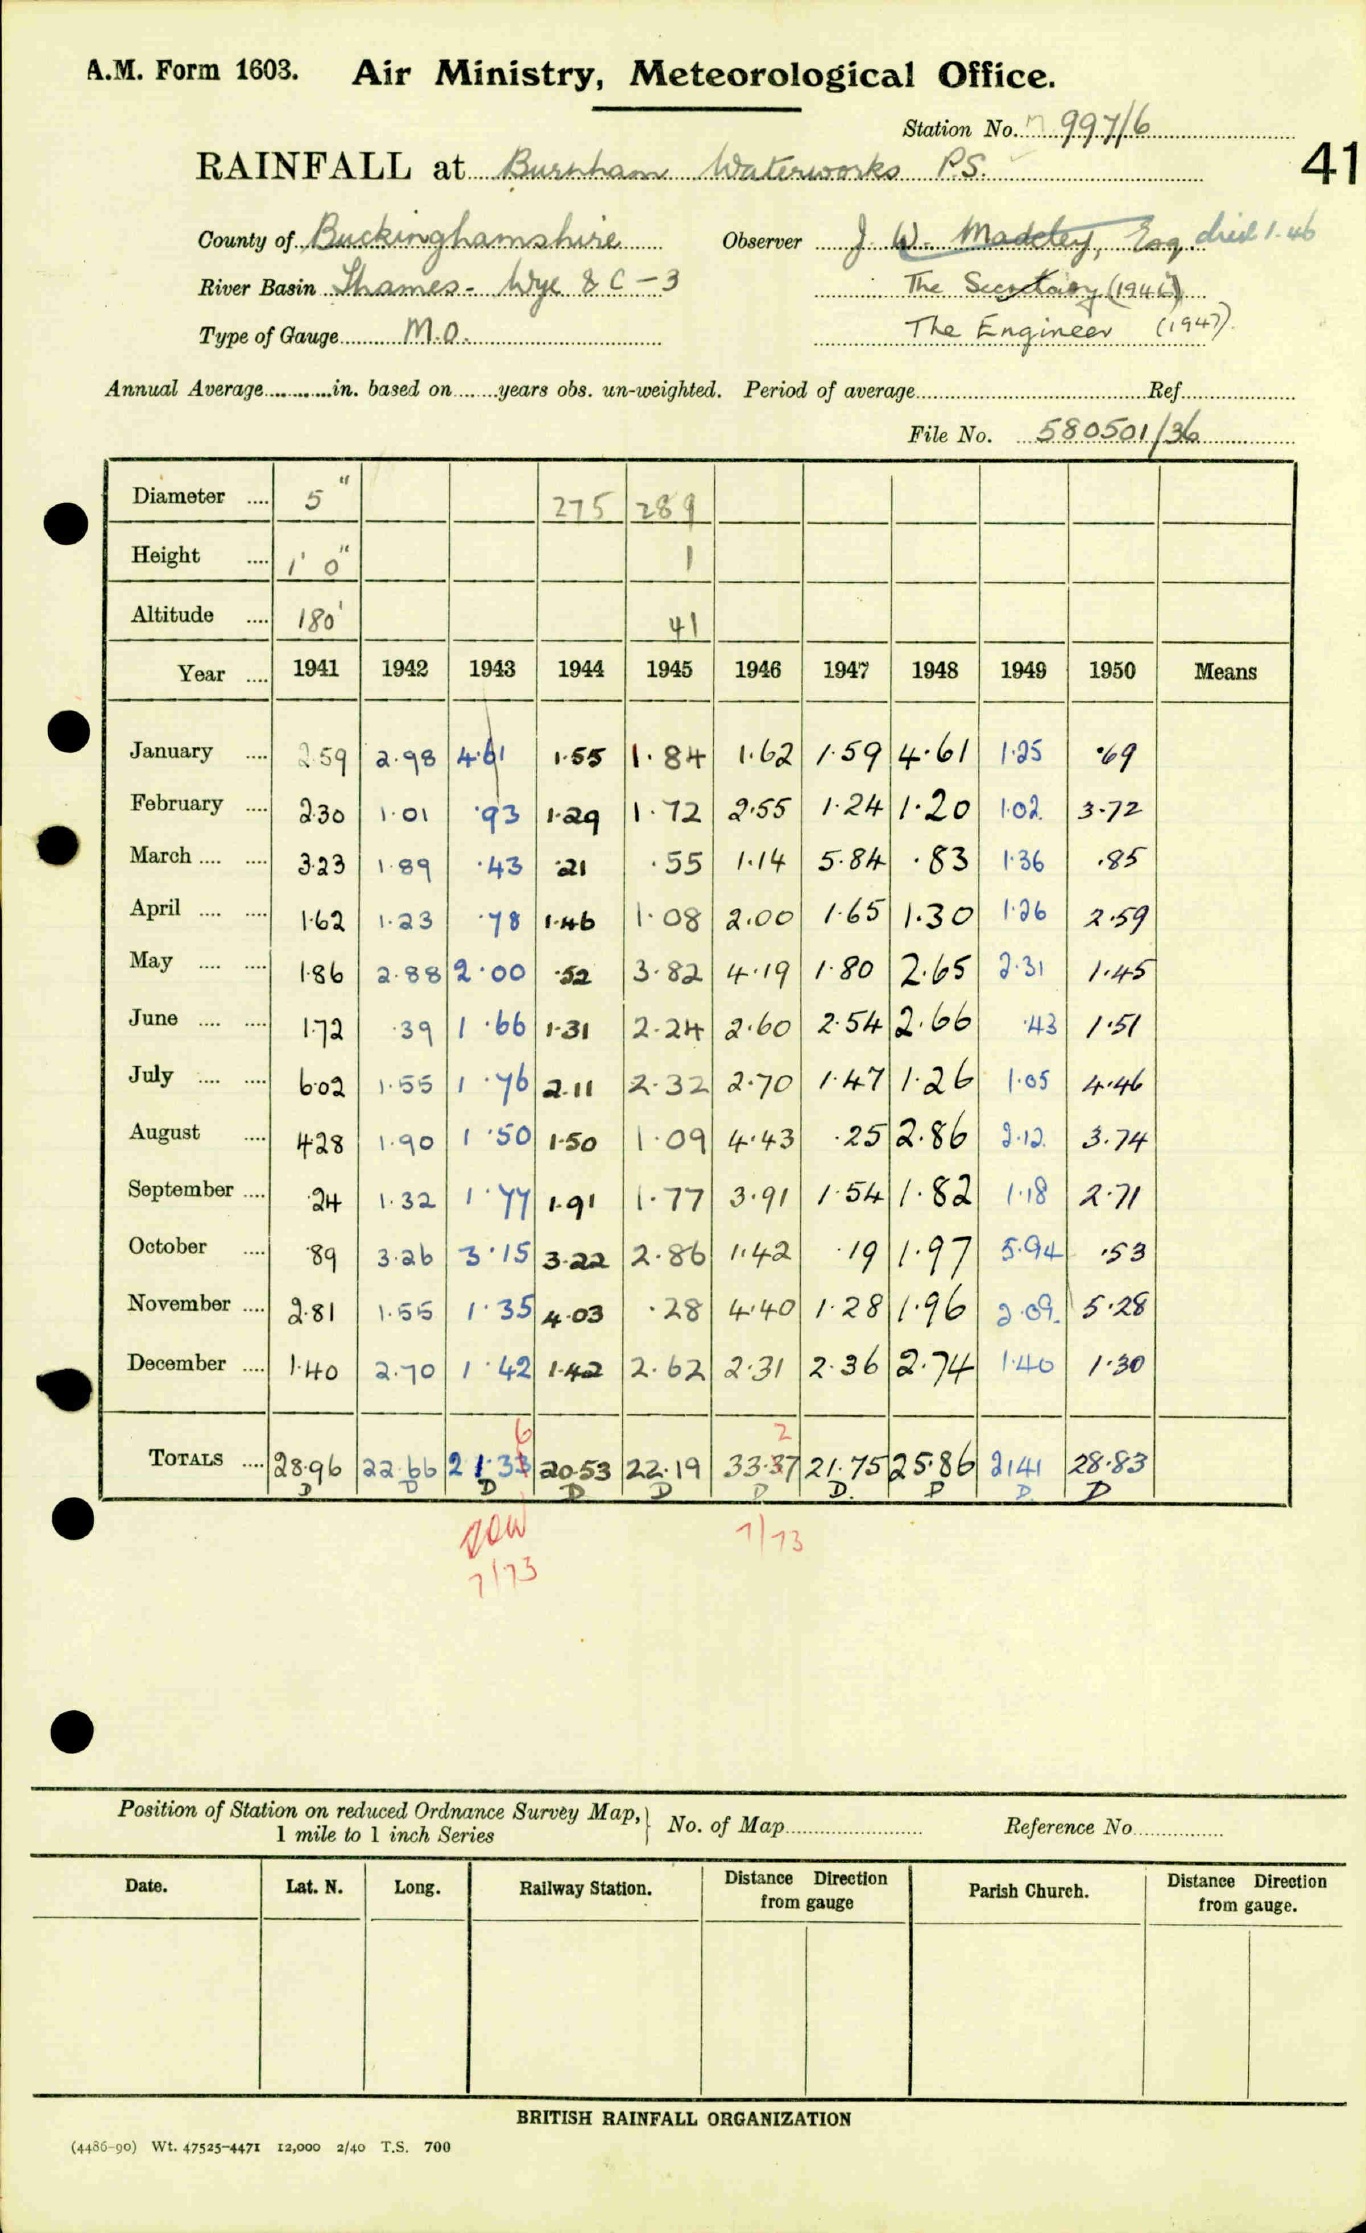 A.M. Form 1603. Air Ministry, Meteorological Office.
Station No. 997/6
41
RAINFALL at Burnham Waterworks P.S.
County of Buckinghamshire Observer J. W. Madeley, Esq. died 1.46
River Basin Thames - Wye & C - 3 The Secretary (1946)
Type of Gauge M.O. The Engineer (1947).
Annual Average............in. based on........years obs. un-weighted. Period of average........Ref........
File No. 580501/36
Diameter .... 5" 275 289
Height .... 1' 0" 1
Altitude .... 180' 41
Year .... 1941 1942 1943 1944 1945 1946 1947 1948 1949 1950 Means
January .... 2.59 2.98 4.61 1.55 1.84 1.62 1.59 4.61 1.25 .69
February .... 2.30 1.01 .93 1.29 1.72 2.55 1.24 1.20 1.02 3.72
March .... .... 3.23 1.89 .43 .21 .55 1.14 5.84 .83 1.36 .85
April .... .... 1.62 1.23 .78 1.46 1.08 2.00 1.65 1.30 1.26 2.59
May .... .... 1.86 2.88 2.00 .52 3.82 4.19 1.80 2.65 2.31 1.45
June .... .... 1.72 .39 1.66 1.31 2.24 2.60 2.54 2.66 .43 1.51
July .... .... 6.02 1.55 1.76 2.11 2.32 2.70 1.47 1.26 1.05 4.46
August .... 4.28 1.90 1.50 1.50 1.09 4.43 .25 2.86 2.12 3.74
September .... .24 1.32 1.77 1.91 1.77 3.91 1.54 1.82 1.18 2.71
October .... .89 3.26 3.15 3.22 2.86 1.42 .19 1.97 5.94 .53
November .... 2.81 1.55 1.35 4.03 .28 4.40 1.28 1.96 2.09 5.28
December .... 1.40 2.70 1.42 1.42 2.62 2.31 2.36 2.74 1.40 1.30
6 2
TOTALS .... 28.96 22.66 21.33 20.53 22.19 33.37 21.75 25.86 21.41 28.83
D D D D D D D. D D. D
7/73
7/73
Position of Station on reduced Ordnance Survey Map, 1 mile to 1 inch Series } No. of Map........ Reference No........
Date. Lat. N. Long. Railway Station. Distance Direction from gauge Parish Church. Distance Direction from gauge.
BRITISH RAINFALL ORGANIZATION
(4486-90) Wt. 47525-4471 12,000 2/40 T.S. 700